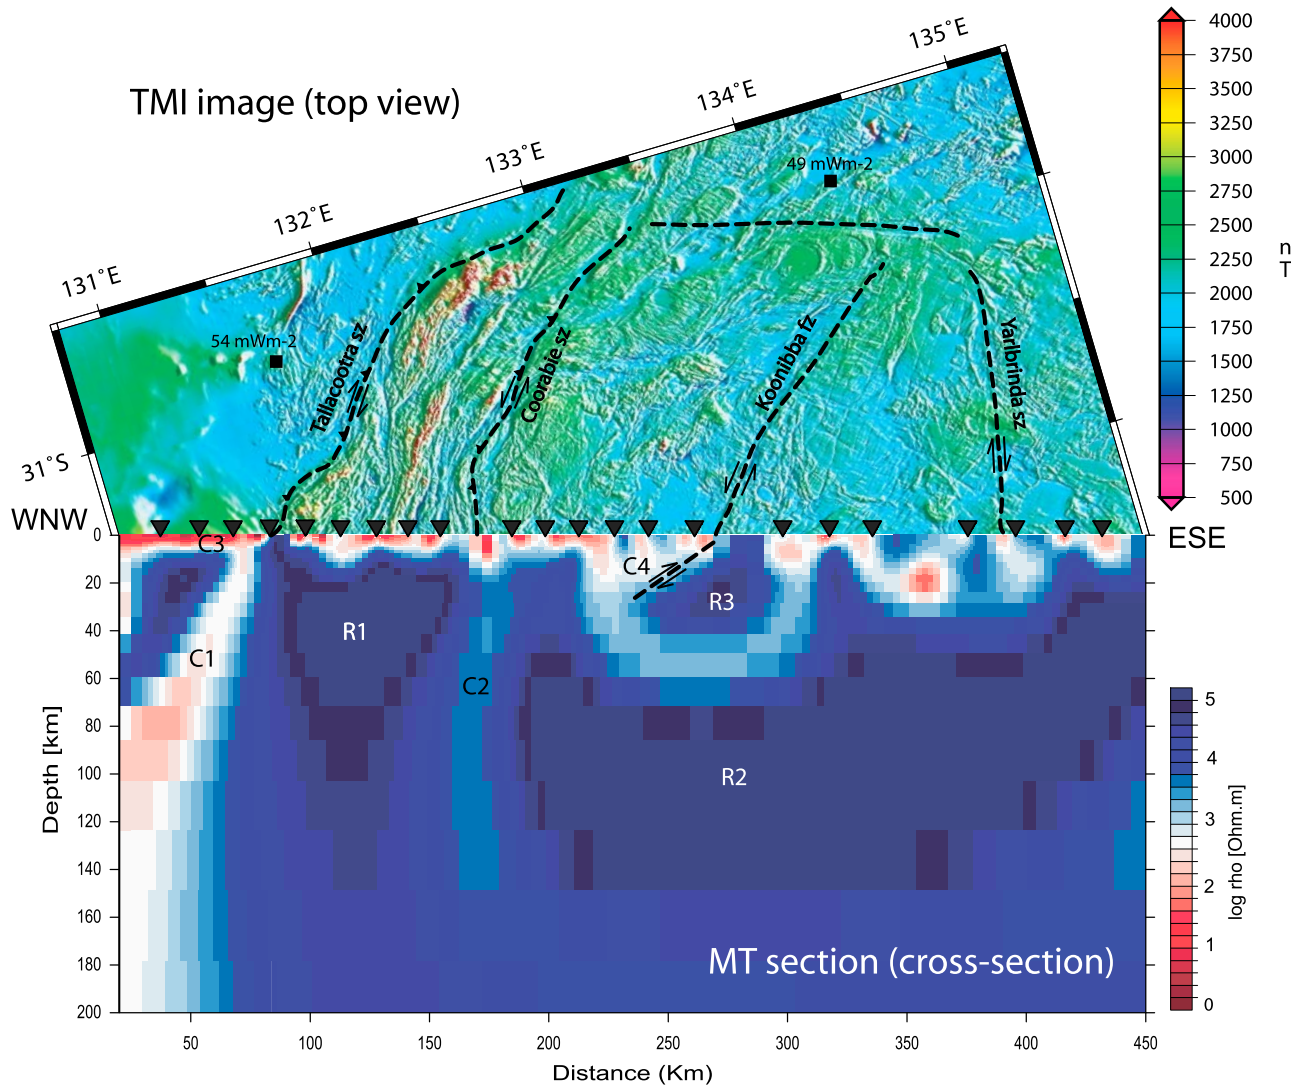 TMI image (top view)
131°E
132°E
133°E
134°E
135°E
31°S
54 mWm-2
49 mWm-2
Tallacootra sz
Coorabie sz
Koonibba fz
Yarlbrinda sz
4000
3750
3500
3250
3000
2750
2500
2250
2000
1750
1500
1250
1000
750
500
n
T
WNW
ESE
C3
C4
R3
R1
C1
C2
R2
MT section (cross-section)
0
20
40
60
80
100
120
140
160
180
200
Depth [km]
50
100
150
200
250
300
350
400
450
Distance (Km)
5
4
3
2
1
0
log rho [Ohm.m]